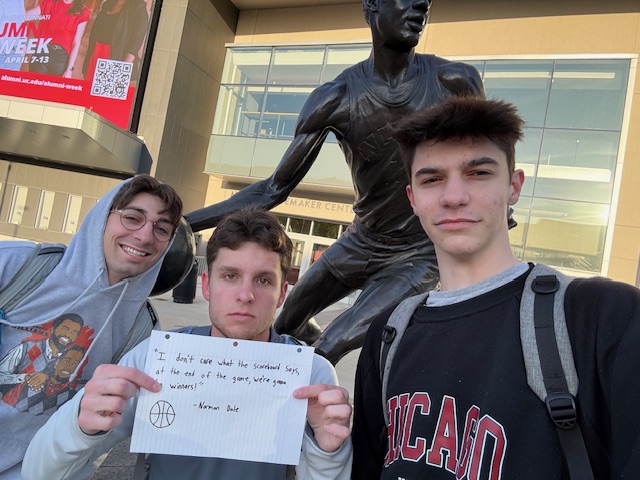 UMN
WEEK
APRIL 7-13
alumni.uc.edu/alumni-week
EMAKER CENT
"I don't care what the scoreboard says,
at the end of the game, we're gonna
be winners!"
- Norman Dale
CHICAGO